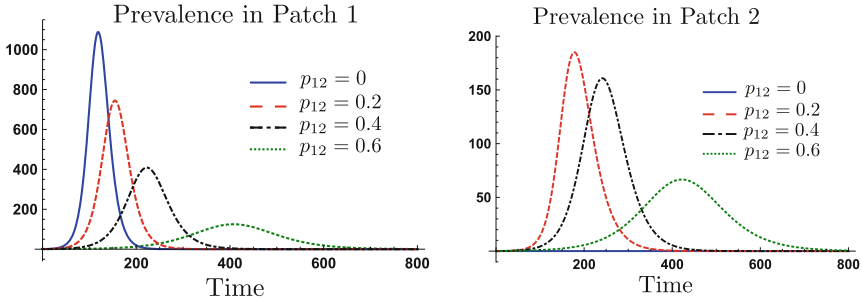 Prevalence in Patch 1
1000
800
600
400
200
200 400 600 800
Time
p₁₂ = 0
p₁₂ = 0.2
p₁₂ = 0.4
p₁₂ = 0.6
Prevalence in Patch 2
200
150
100
50
200 400 600 800
Time
p₁₂ = 0
p₁₂ = 0.2
p₁₂ = 0.4
p₁₂ = 0.6